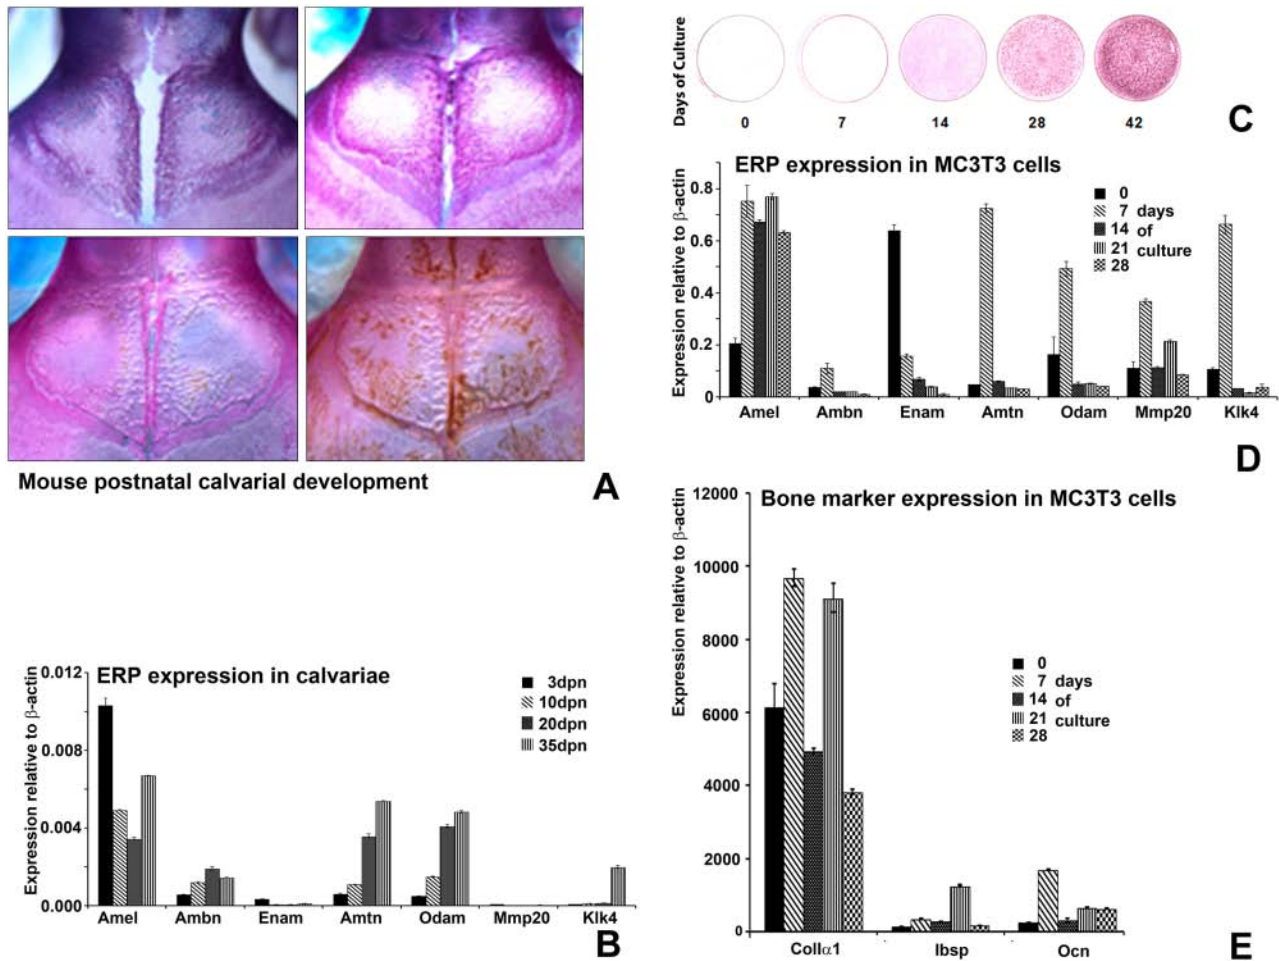 Mouse postnatal calvarial development
A
ERP expression in calvariae
Expression relative to β-actin
0.012
0.008
0.004
0.000
3dpn
10dpn
20dpn
35dpn
Amel Ambn Enam Amtn Odam Mmp20 Klk4
B
Days of Culture
0 7 14 28 42
C
ERP expression in MC3T3 cells
Expression relative to β-actin
0.8
0.6
0.4
0.2
0
0
7 days
14 of
21 culture
28
Amel Ambn Enam Amtn Odam Mmp20 Klk4
D
Bone marker expression in MC3T3 cells
Expression relative to β-actin
12000
10000
8000
6000
4000
2000
0
0
7 days
14 of
21 culture
28
ColIα1 Ibsp Ocn
E